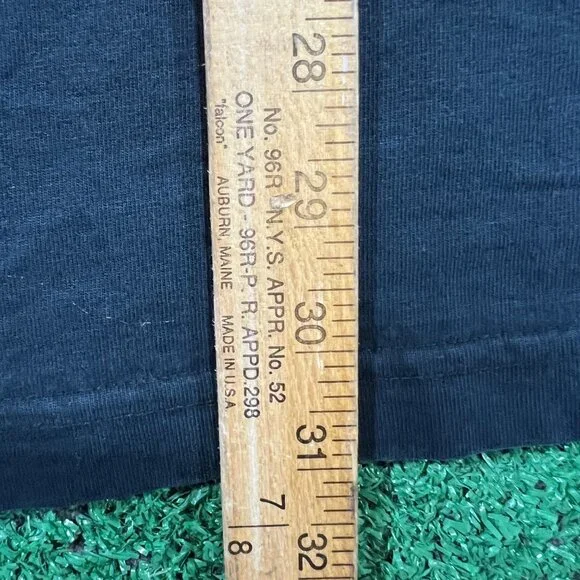 No. 96R N.Y.S. APPR. No. 52
ONE YARD - 96R-P. R. APPD.298
"falcon" AUBURN, MAINE MADE IN U.S.A
28
29
30
31
32
7
8